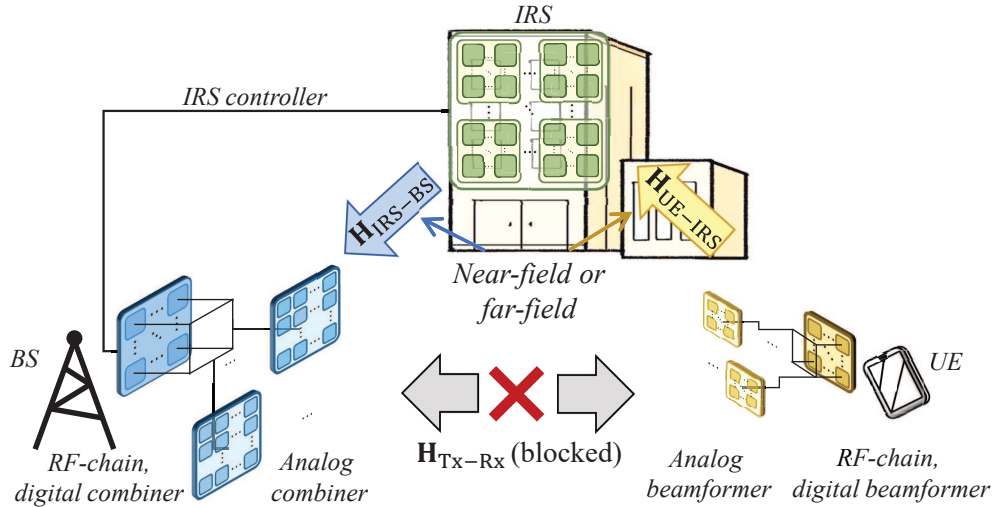 IRS
IRS controller
H_IRS−BS
H_UE−IRS
Near-field or
far-field
BS
UE
H_Tx−Rx (blocked)
RF-chain,
digital combiner
Analog
combiner
Analog
beamformer
RF-chain,
digital beamformer